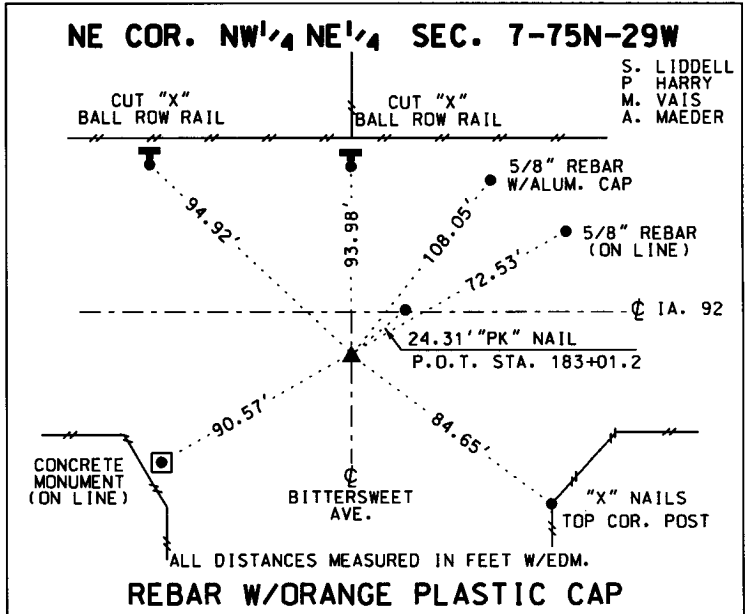 NE COR. NW1/4 NE1/4 SEC. 7-75N-29W
S. LIDDELL
P HARRY
M. VAIS
A. MAEDER
CUT "X"
BALL ROW RAIL
CUT "X"
BALL ROW RAIL
5/8" REBAR
W/ALUM. CAP
5/8" REBAR
(ON LINE)
94.92'
93.98'
108.05'
72.53'
℄ IA. 92
24.31' "PK" NAIL
P.O.T. STA. 183+01.2
90.57'
84.65'
CONCRETE
MONUMENT
(ON LINE)
℄
BITTERSWEET
AVE.
"X" NAILS
TOP COR. POST
ALL DISTANCES MEASURED IN FEET W/EDM.
REBAR W/ORANGE PLASTIC CAP